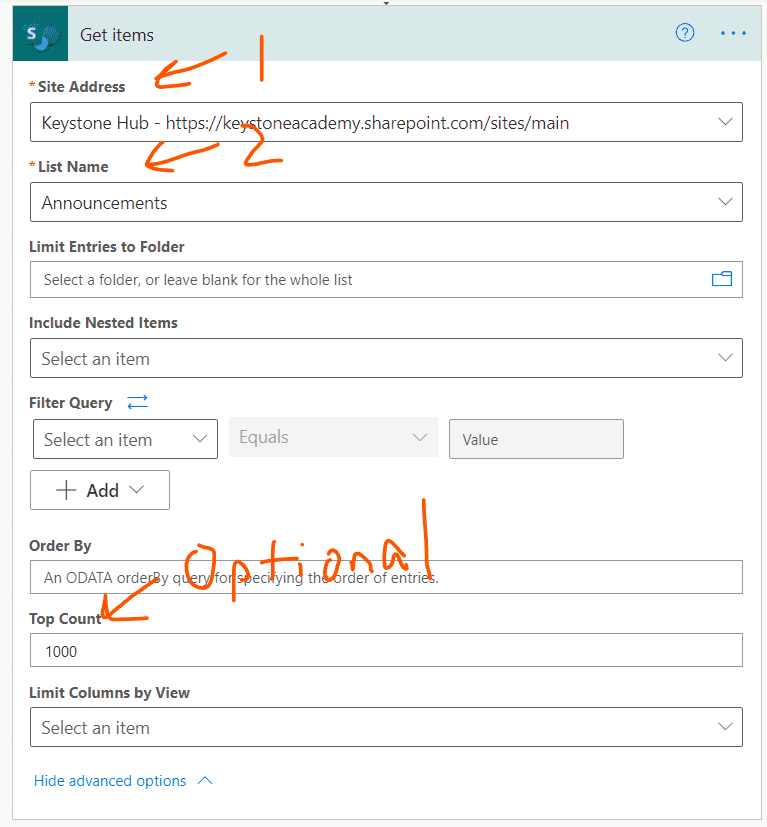 Get items
1
* Site Address
Keystone Hub - https://keystoneacademy.sharepoint.com/sites/main
2
* List Name
Announcements
Limit Entries to Folder
Select a folder, or leave blank for the whole list
Include Nested Items
Select an item
Filter Query
Select an item Equals Value
Add
Optional
Order By
An ODATA orderBy query for specifying the order of entries.
Top Count
1000
Limit Columns by View
Select an item
Hide advanced options